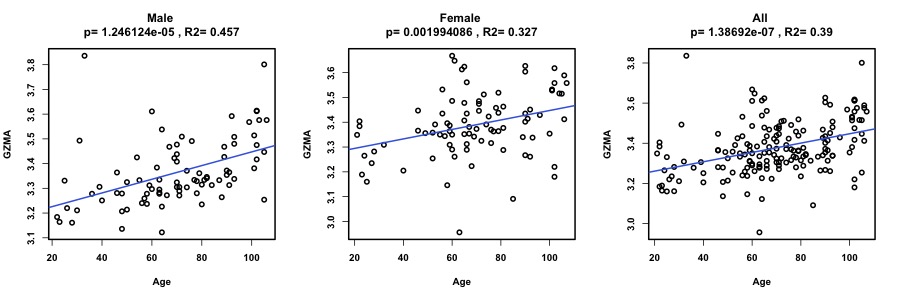 Male
p= 1.246124e-05 , R2= 0.457
GZMA
3.8
3.7
3.6
3.5
3.4
3.3
3.2
3.1
20 40 60 80 100
Age
Female
p= 0.001994086 , R2= 0.327
GZMA
3.6
3.5
3.4
3.3
3.2
3.1
3.0
20 40 60 80 100
Age
All
p= 1.38692e-07 , R2= 0.39
GZMA
3.8
3.6
3.4
3.2
3.0
20 40 60 80 100
Age